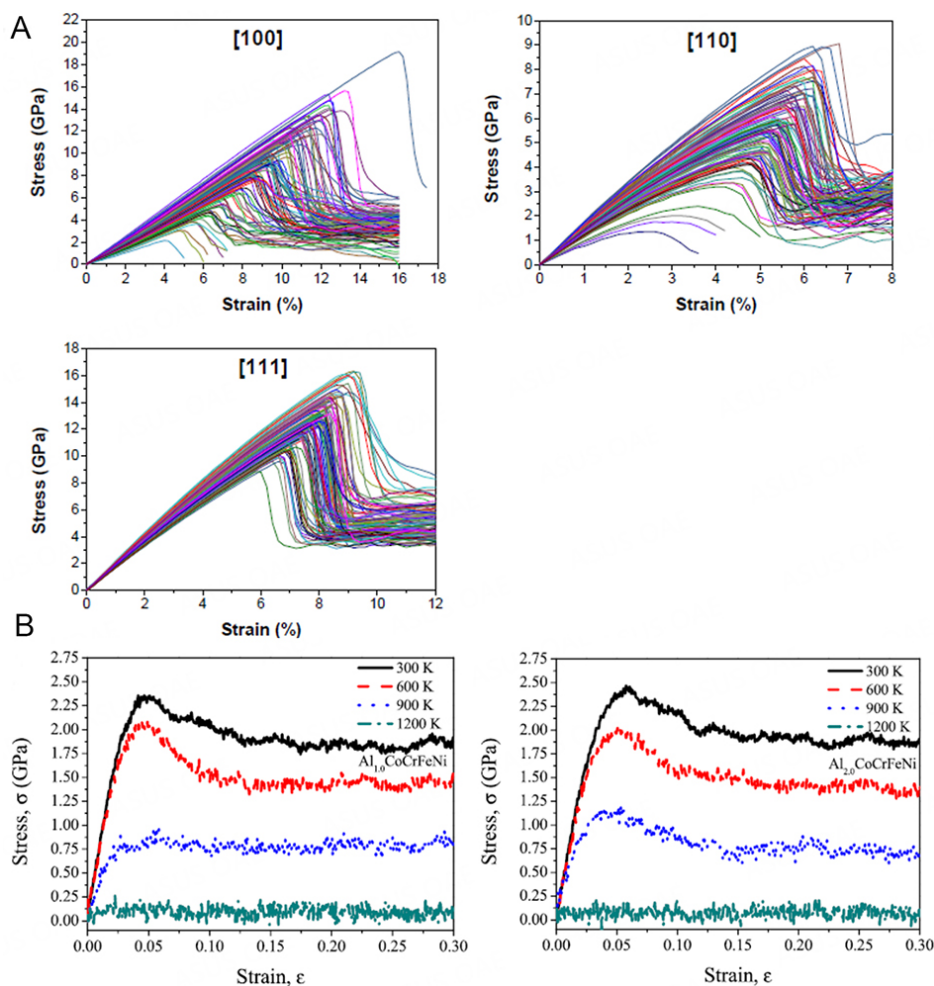 A
[100]
22
20
18
16
14
12
10
8
6
4
2
0
Stress (GPa)
0 2 4 6 8 10 12 14 16 18
Strain (%)
[110]
10
9
8
7
6
5
4
3
2
1
0
Stress (GPa)
0 1 2 3 4 5 6 7 8
Strain (%)
[111]
18
16
14
12
10
8
6
4
2
0
Stress (GPa)
0 2 4 6 8 10 12
Strain (%)
B
2.75
2.50
2.25
2.00
1.75
1.50
1.25
1.00
0.75
0.50
0.25
0.00
Stress, σ (GPa)
300 K
600 K
900 K
1200 K
Al1.0CoCrFeNi
0.00 0.05 0.10 0.15 0.20 0.25 0.30
Strain, ε
2.75
2.50
2.25
2.00
1.75
1.50
1.25
1.00
0.75
0.50
0.25
0.00
Stress, σ (GPa)
300 K
600 K
900 K
1200 K
Al2.0CoCrFeNi
0.00 0.05 0.10 0.15 0.20 0.25 0.30
Strain, ε